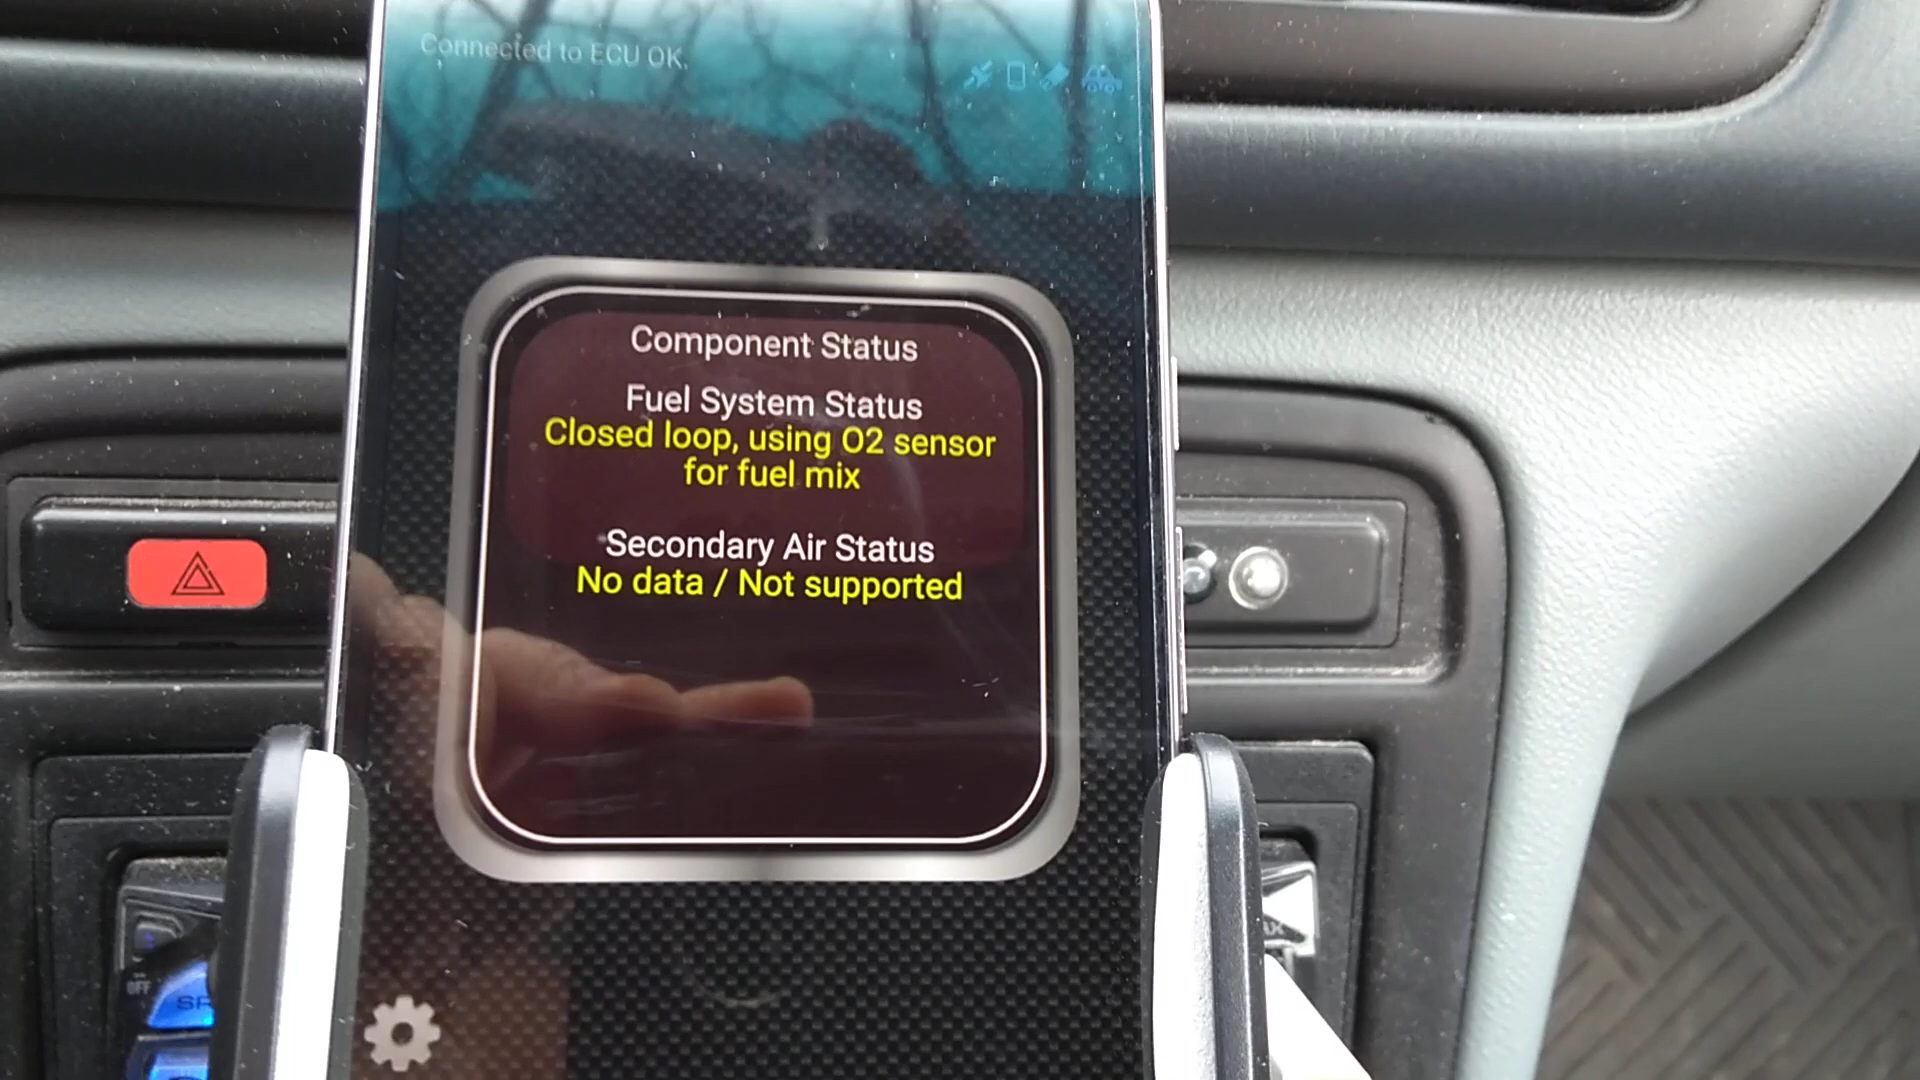 Connected to ECU OK.
Component Status
Fuel System Status
Closed loop, using O2 sensor
for fuel mix
Secondary Air Status
No data / Not supported
OFF